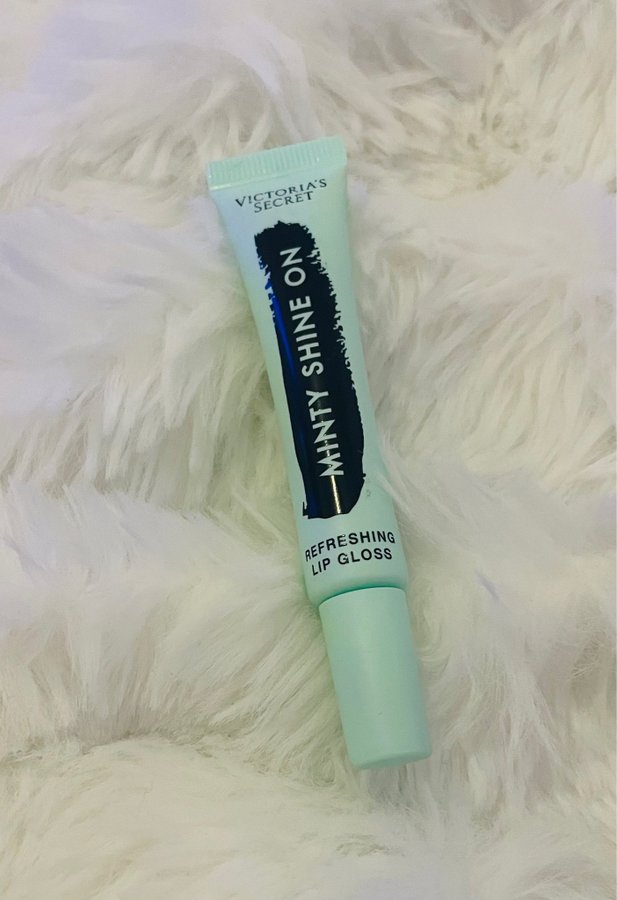 VICTORIA'S
SECRET
MINTY SHINE ON
REFRESHING
LIP GLOSS